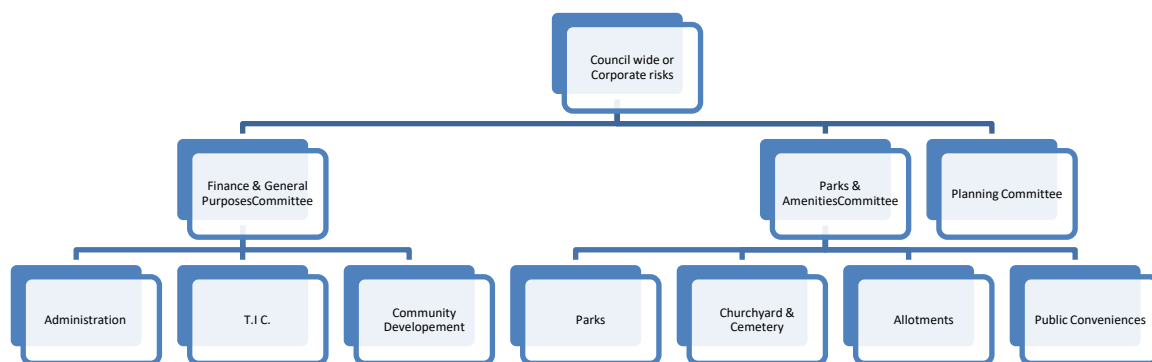 Council wide or
Corporate risks
Finance & General
PurposesCommittee
Parks &
AmenitiesCommittee
Planning Committee
Administration
T.I C.
Community
Developement
Parks
Churchyard &
Cemetery
Allotments
Public Conveniences